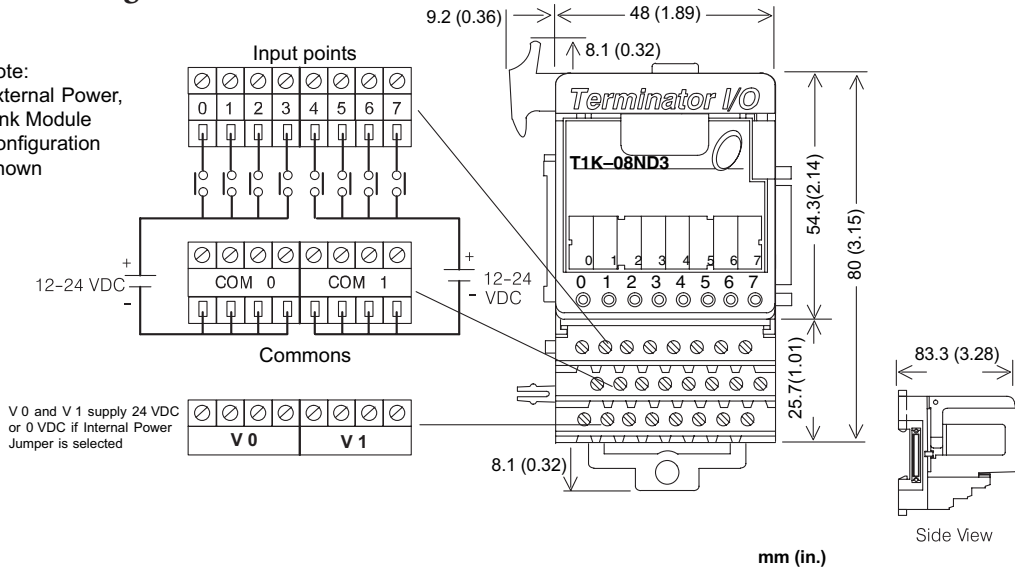 9.2 (0.36)
48 (1.89)
8.1 (0.32)
Input points
0 1 2 3 4 5 6 7
ote:
xternal Power,
nk Module
onfiguration
hown
Terminator I/O
T1K–08ND3
0 1 2 3 4 5 6 7
0 1 2 3 4 5 6 7
54.3(2.14)
80 (3.15)
+
12–24 VDC
-
COM 0 COM 1
+
12–24
- VDC
Commons
25.7(1.01)
83.3 (3.28)
V 0 and V 1 supply 24 VDC
or 0 VDC if Internal Power
Jumper is selected
V 0 V 1
8.1 (0.32)
Side View
mm (in.)